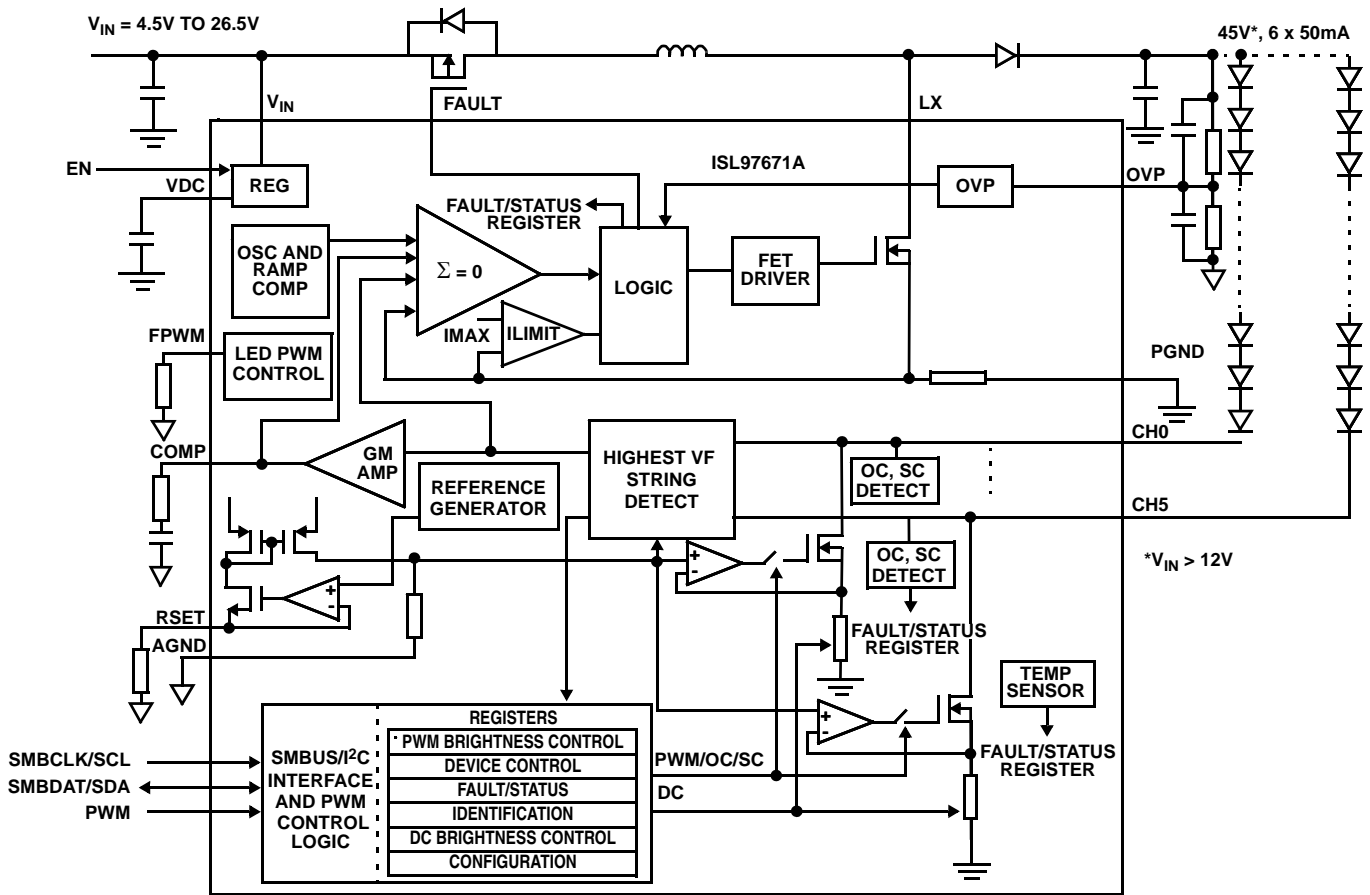 V_IN = 4.5V TO 26.5V
45V*, 6 x 50mA
V_IN
FAULT
LX
EN
REG
VDC
ISL97671A
OVP
OVP
FAULT/STATUS
REGISTER
OSC AND
RAMP
COMP
Σ = 0
LOGIC
FET
DRIVER
IMAX
ILIMIT
FPWM
LED PWM
CONTROL
PGND
COMP
GM
AMP
HIGHEST VF
STRING
DETECT
CH0
REFERENCE
GENERATOR
OC, SC
DETECT
CH5
+
-
OC, SC
DETECT
*V_IN > 12V
+
-
RSET
AGND
FAULT/STATUS
REGISTER
TEMP
SENSOR
+
-
FAULT/STATUS
REGISTER
REGISTERS
PWM BRIGHTNESS CONTROL
DEVICE CONTROL
FAULT/STATUS
IDENTIFICATION
DC BRIGHTNESS CONTROL
CONFIGURATION
PWM/OC/SC
DC
SMBCLK/SCL
SMBDAT/SDA
PWM
SMBUS/I²C
INTERFACE
AND PWM
CONTROL
LOGIC